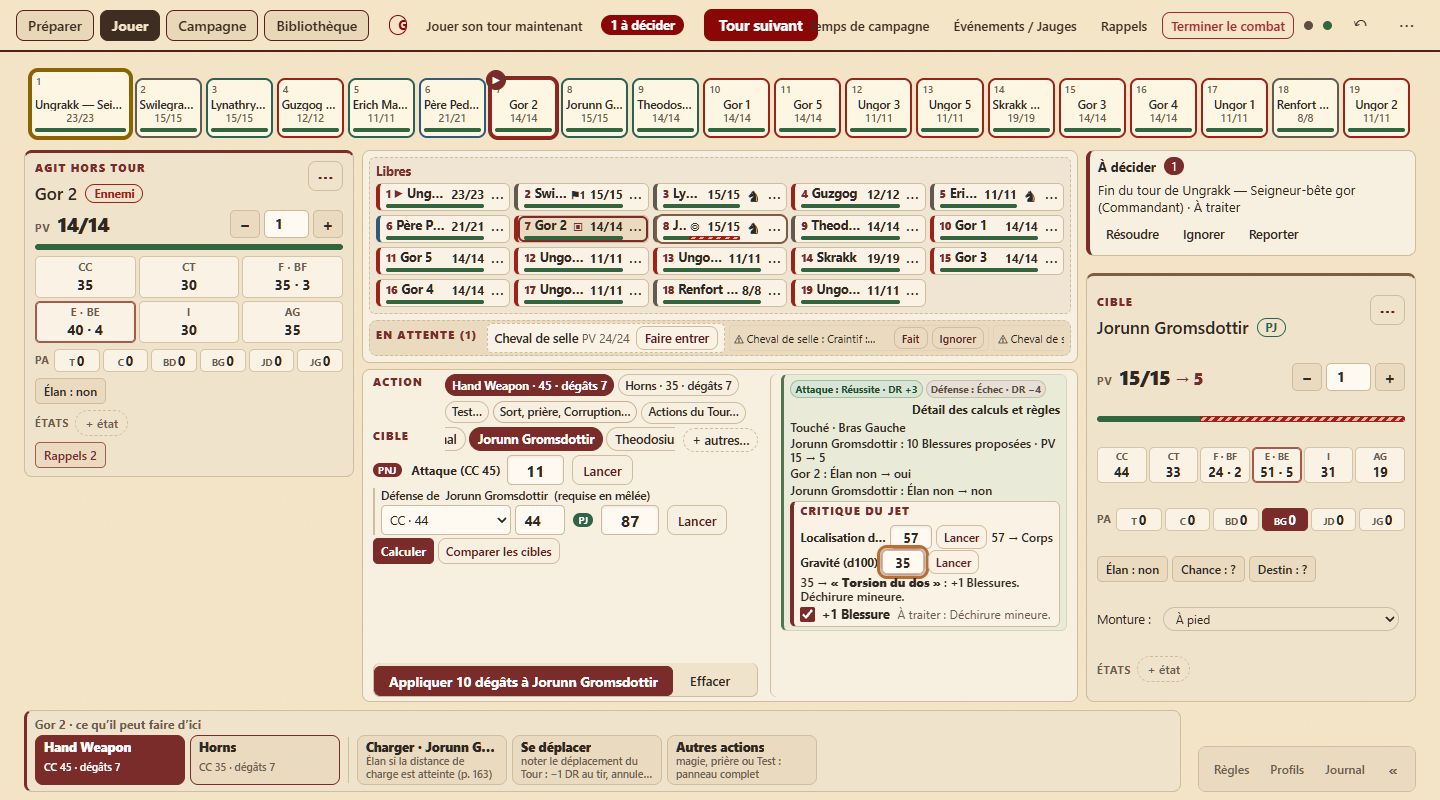 Préparer Jouer Campagne Bibliothèque G Jouer son tour maintenant 1 à décider Tour suivant emps de campagne Événements / Jauges Rappels Terminer le combat ...
1 Ungrakk — Sei... 23/23
2 Swilegra... 15/15
3 Lynathry... 15/15
4 Guzgog ... 12/12
5 Erich Ma... 11/11
6 Père Ped... 21/21
Gor 2 14/14
8 Jorunn G... 15/15
9 Theodos... 14/14
10 Gor 1 14/14
11 Gor 5 14/14
12 Ungor 3 11/11
13 Ungor 5 11/11
14 Skrakk ... 19/19
15 Gor 3 14/14
16 Gor 4 14/14
17 Ungor 1 11/11
18 Renfort ... 8/8
19 Ungor 2 11/11
AGIT HORS TOUR ...
Gor 2 Ennemi
PV 14/14 − 1 +
CC CT F · BF
35 30 35 · 3
E · BE I AG
40 · 4 30 35
PA T 0 C 0 BD 0 BG 0 JD 0 JG 0
Élan : non
ÉTATS + état
Rappels 2
Libres
1 Ung... 23/23 ... 2 Swi... 1 15/15 ... 3 Ly... 15/15 ... 4 Guzgog 12/12 ... 5 Eri... 11/11 ...
6 Père P... 21/21 ... 7 Gor 2 14/14 ... 8 J... 15/15 ... 9 Theod... 14/14 ... 10 Gor 1 14/14 ...
11 Gor 5 14/14 ... 12 Ungo... 11/11 ... 13 Ungo... 11/11 ... 14 Skrakk 19/19 ... 15 Gor 3 14/14 ...
16 Gor 4 14/14 ... 17 Ungo... 11/11 ... 18 Renfort ... 8/8 ... 19 Ungo... 11/11 ...
EN ATTENTE (1) Cheval de selle PV 24/24 Faire entrer ⚠ Cheval de selle : Craintif :... Fait Ignorer ⚠ Cheval de s
ACTION Hand Weapon · 45 · dégâts 7 Horns · 35 · dégâts 7
Test... Sort, prière, Corruption... Actions du Tour...
CIBLE al Jorunn Gromsdottir Theodosiu + autres...
PNJ Attaque (CC 45) 11 Lancer
Défense de Jorunn Gromsdottir (requise en mêlée)
CC · 44 44 PJ 87 Lancer
Calculer Comparer les cibles
Appliquer 10 dégâts à Jorunn Gromsdottir Effacer
Attaque : Réussite · DR +3 Défense : Échec · DR −4
Détail des calculs et règles
Touché · Bras Gauche
Jorunn Gromsdottir : 10 Blessures proposées · PV
15 → 5
Gor 2 : Élan non → oui
Jorunn Gromsdottir : Élan non → non
CRITIQUE DU JET
Localisation d... 57 Lancer 57 → Corps
Gravité (d100) 35 Lancer
35 → « Torsion du dos » : +1 Blessures.
Déchirure mineure.
+1 Blessure À traiter : Déchirure mineure.
À décider 1
Fin du tour de Ungrakk — Seigneur-bête gor
(Commandant) · À traiter
Résoudre Ignorer Reporter
CIBLE ...
Jorunn Gromsdottir PJ
PV 15/15 → 5 − 1 +
CC CT F · BF E · BE I AG
44 33 24 · 2 51 · 5 31 19
PA T 0 C 0 BD 0 BG 0 JD 0 JG 0
Élan : non Chance : ? Destin : ?
Monture : À pied
ÉTATS + état
Gor 2 · ce qu'il peut faire d'ici
Hand Weapon
CC 45 · dégâts 7
Horns
CC 35 · dégâts 7
Charger · Jorunn G...
Élan si la distance de
charge est atteinte (p. 163)
Se déplacer
noter le déplacement du
Tour : −1 DR au tir, annule...
Autres actions
magie, prière ou Test :
panneau complet
Règles Profils Journal «